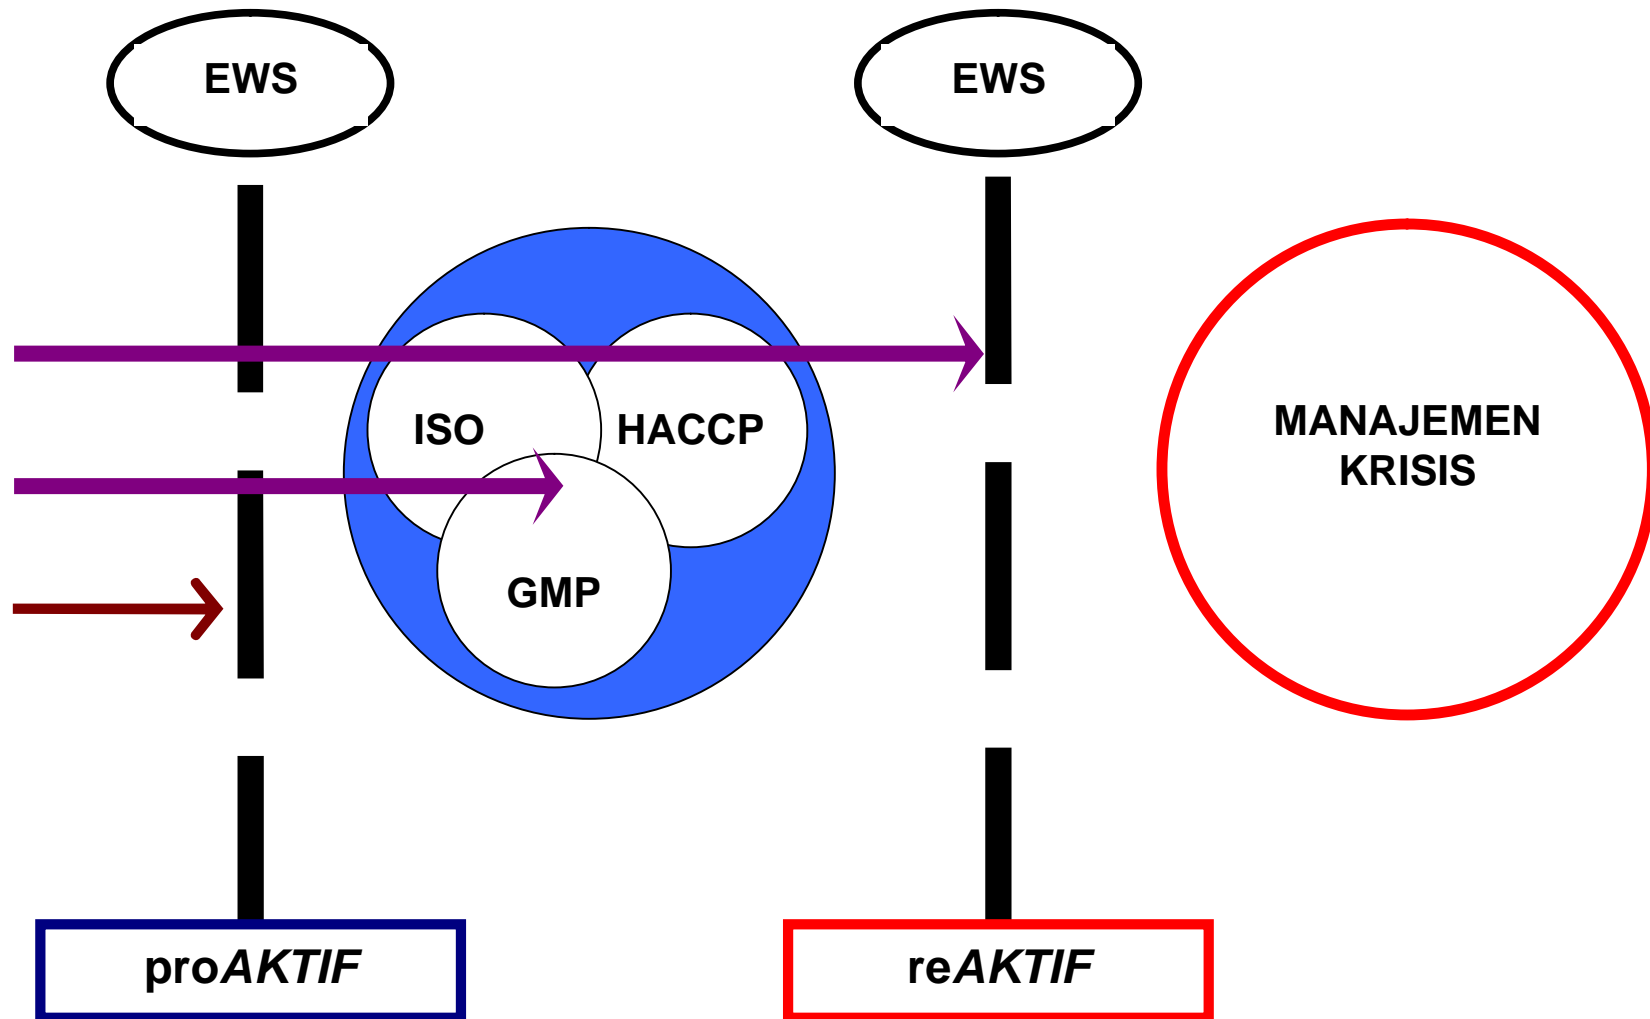 EWS
EWS
ISO
HACCP
GMP
MANAJEMEN
KRISIS
proAKTIF
reAKTIF